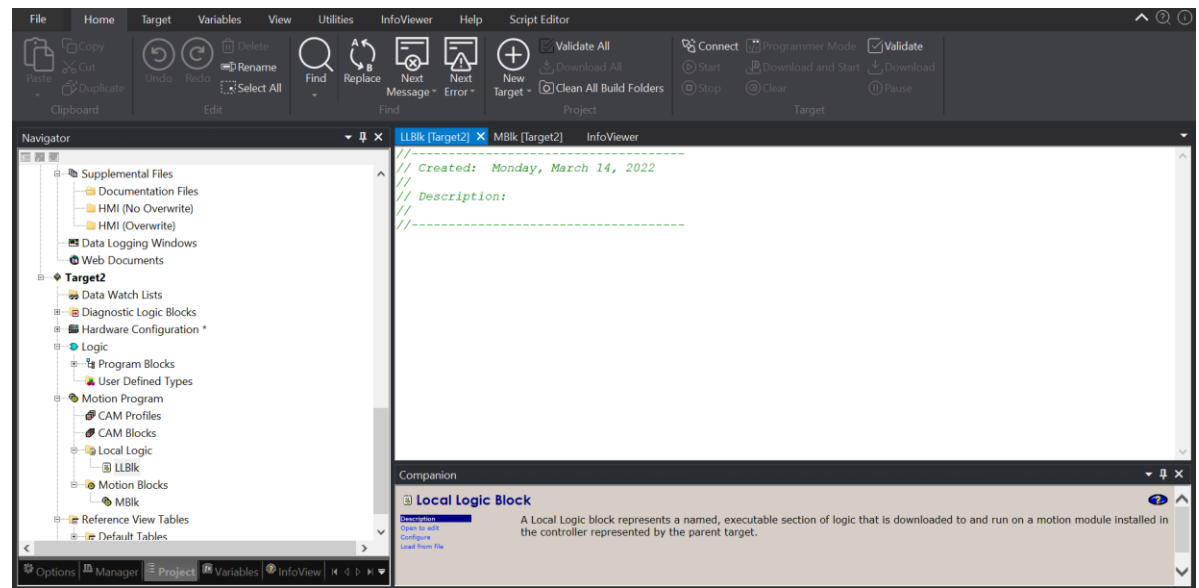 File Home Target Variables View Utilities InfoViewer Help Script Editor
Paste
Copy
Cut
Duplicate
Clipboard
Undo
Redo
Delete
Rename
Select All
Edit
Find
Replace
Next Message
Next Error
Find
New Target
Validate All
Download All
Clean All Build Folders
Project
Connect
Start
Stop
Programmer Mode
Download and Start
Clear
Validate
Download
Pause
Target
Navigator
Supplemental Files
Documentation Files
HMI (No Overwrite)
HMI (Overwrite)
Data Logging Windows
Web Documents
Target2
Data Watch Lists
Diagnostic Logic Blocks
Hardware Configuration *
Logic
Program Blocks
User Defined Types
Motion Program
CAM Profiles
CAM Blocks
Local Logic
LLBlk
Motion Blocks
MBlk
Reference View Tables
Default Tables
Options Manager Project Variables InfoView
LLBlk [Target2] MBlk [Target2] InfoViewer
//-------------------------------------
// Created: Monday, March 14, 2022
//
// Description:
//
//-------------------------------------
Companion
Local Logic Block
Description
Open to edit
Configure
Load from file
A Local Logic block represents a named, executable section of logic that is downloaded to and run on a motion module installed in
the controller represented by the parent target.